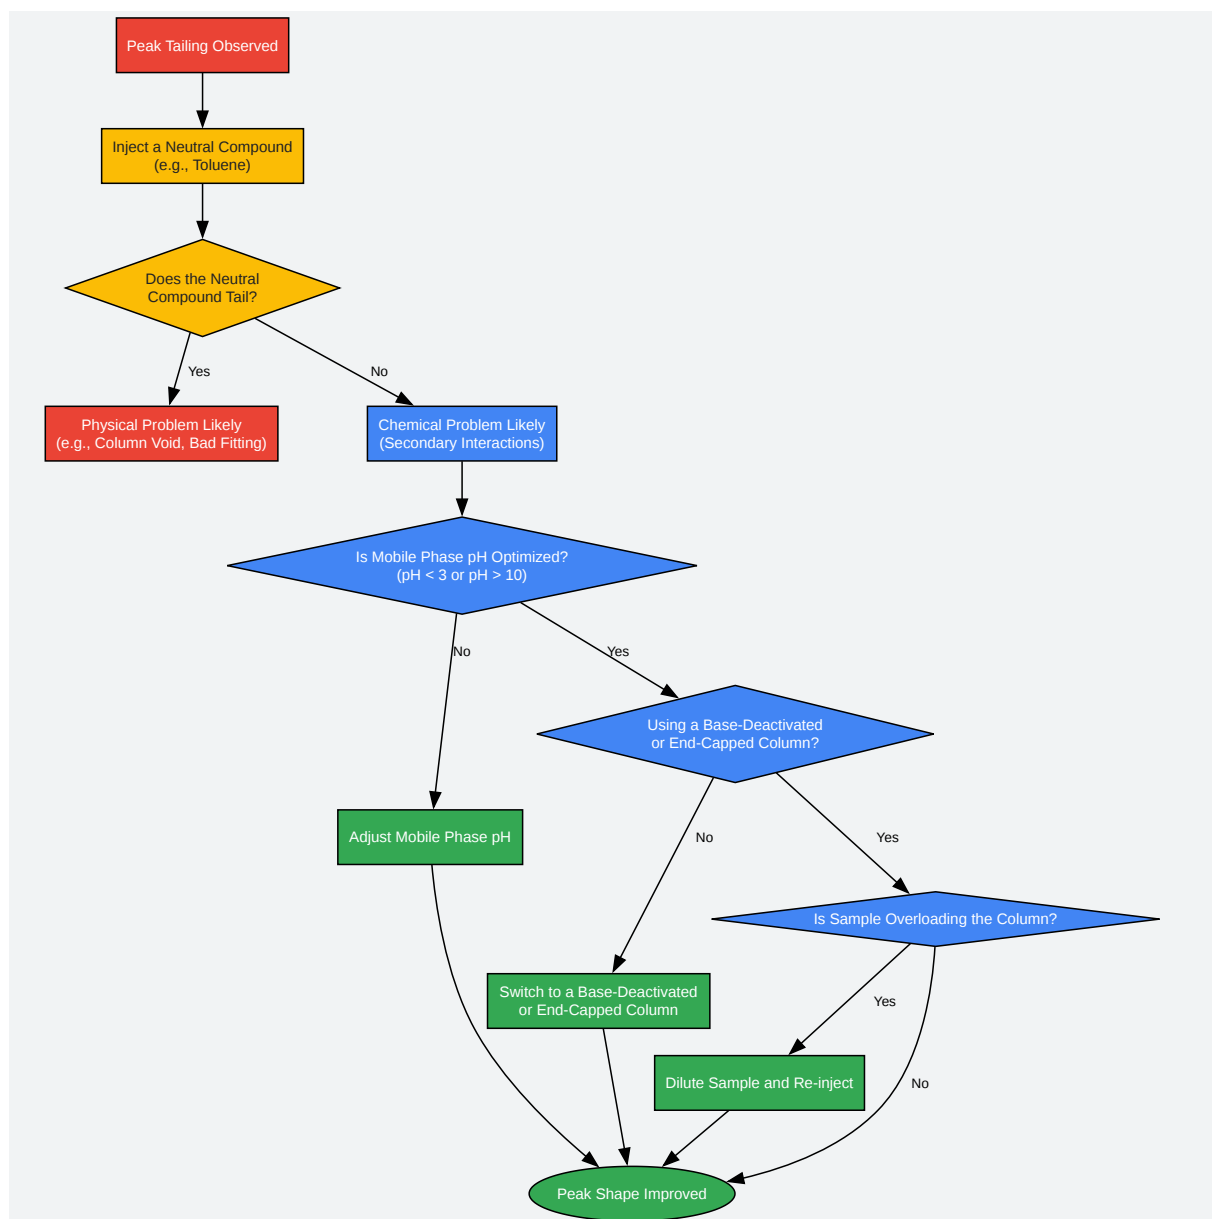 Peak Tailing Observed
Inject a Neutral Compound
(e.g., Toluene)
Does the Neutral
Compound Tail?
Yes
No
Physical Problem Likely
(e.g., Column Void, Bad Fitting)
Chemical Problem Likely
(Secondary Interactions)
Is Mobile Phase pH Optimized?
(pH < 3 or pH > 10)
No
Yes
Using a Base-Deactivated
or End-Capped Column?
Adjust Mobile Phase pH
No
Yes
Is Sample Overloading the Column?
Switch to a Base-Deactivated
or End-Capped Column
Yes
Dilute Sample and Re-inject
No
Peak Shape Improved